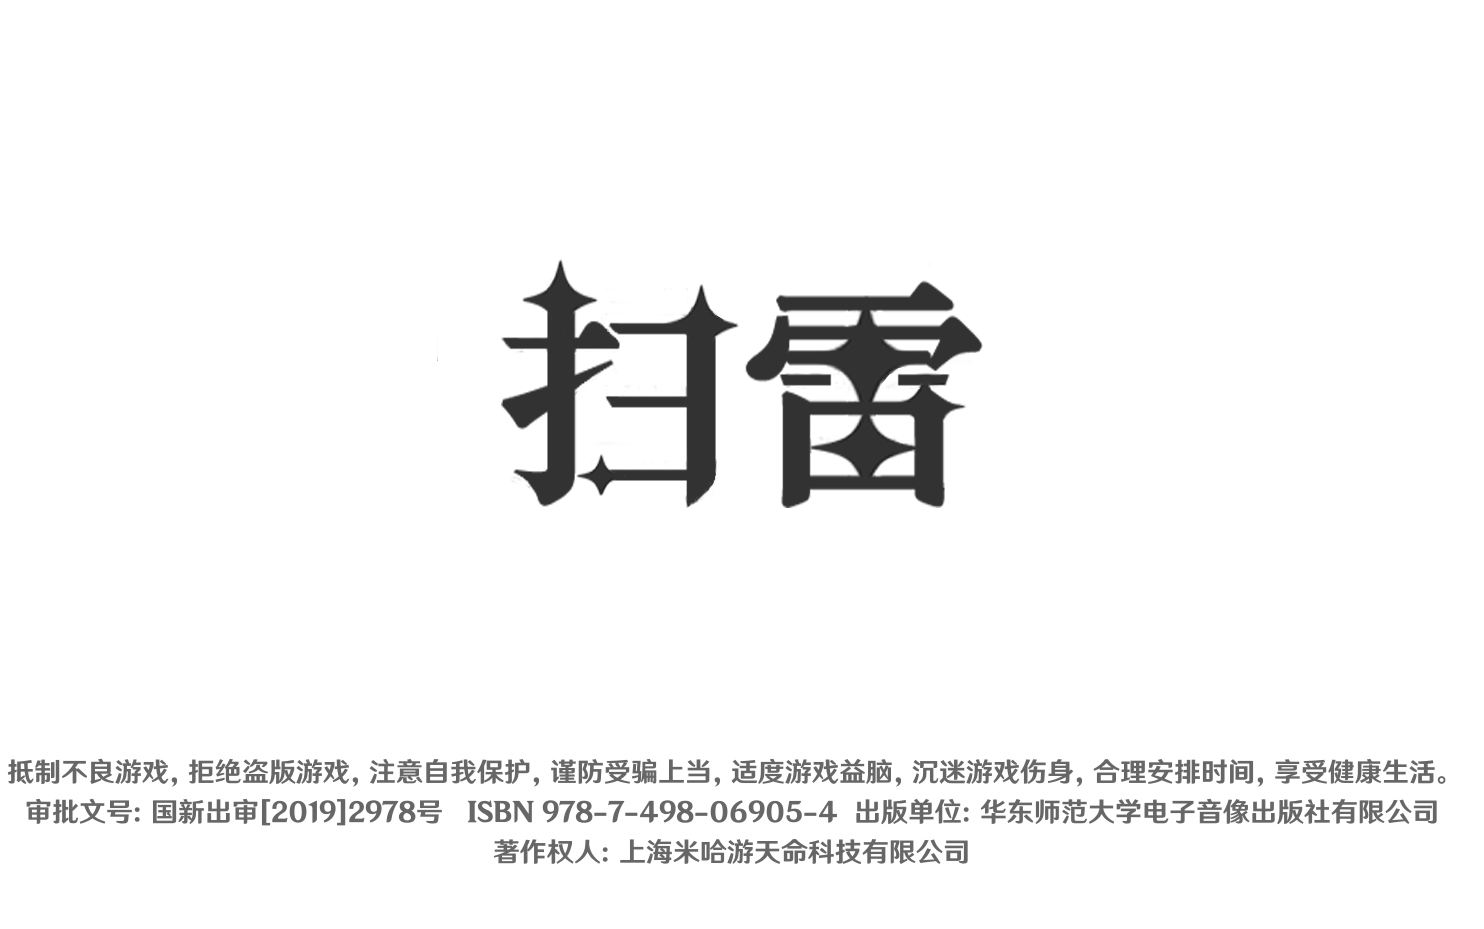 扫雷
抵制不良游戏, 拒绝盗版游戏, 注意自我保护, 谨防受骗上当, 适度游戏益脑, 沉迷游戏伤身, 合理安排时间, 享受健康生活。
审批文号: 国新出审[2019]2978号 ISBN 978-7-498-06905-4 出版单位: 华东师范大学电子音像出版社有限公司
著作权人: 上海米哈游天命科技有限公司